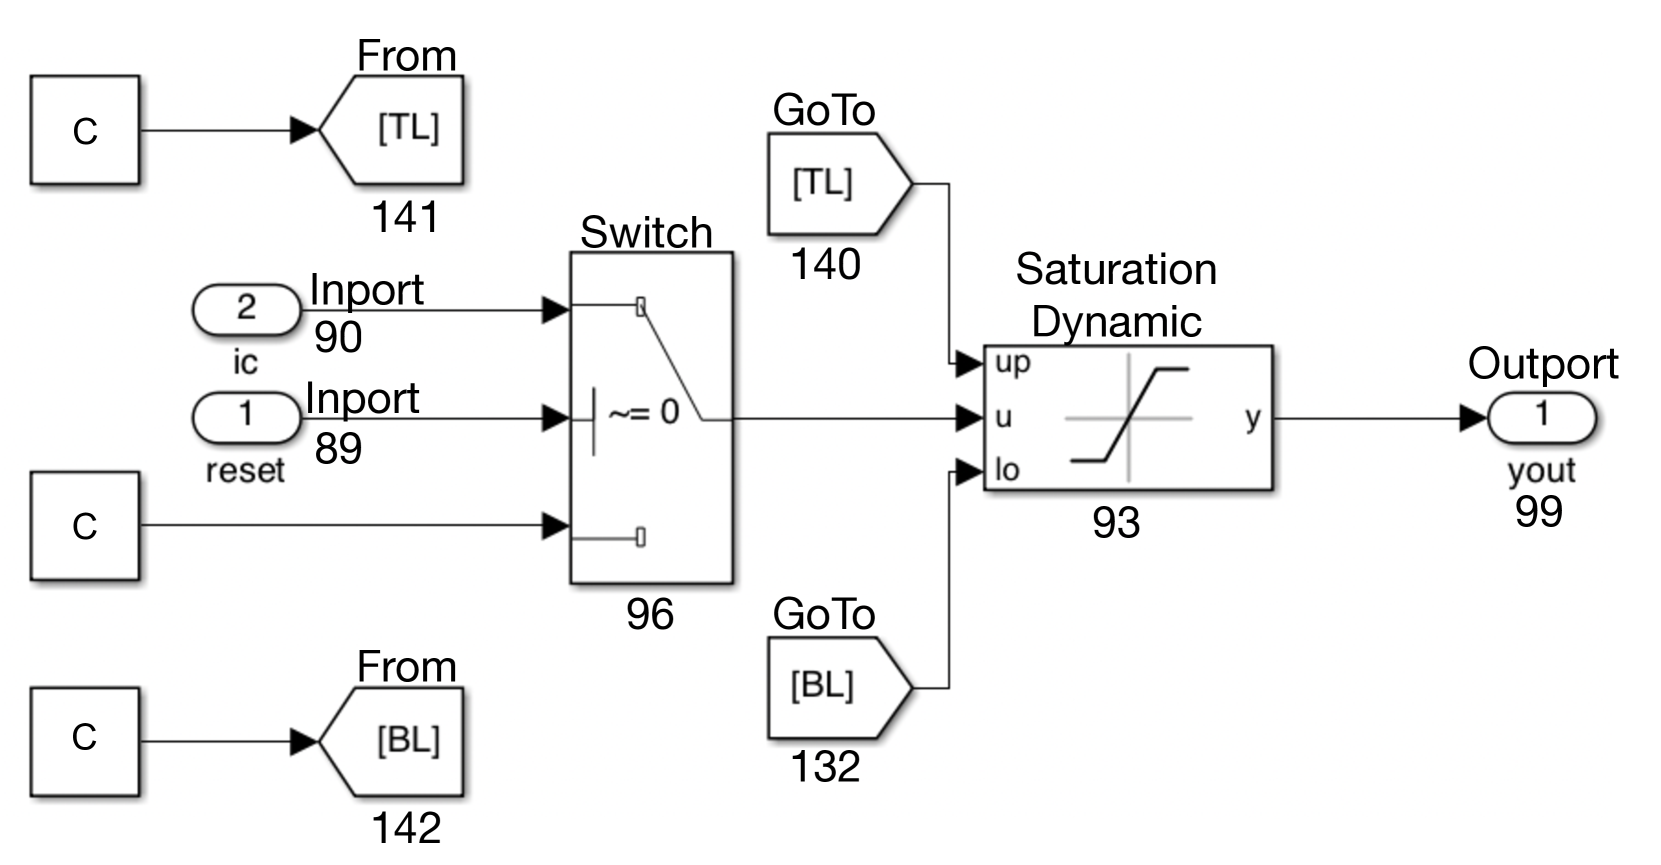 From
C
[TL]
141
GoTo
[TL]
140
Switch
2
Inport
90
ic
1
Inport
89
reset
~= 0
C
96
Saturation
Dynamic
up
u
lo
y
93
Outport
1
yout
99
From
C
[BL]
142
GoTo
[BL]
132